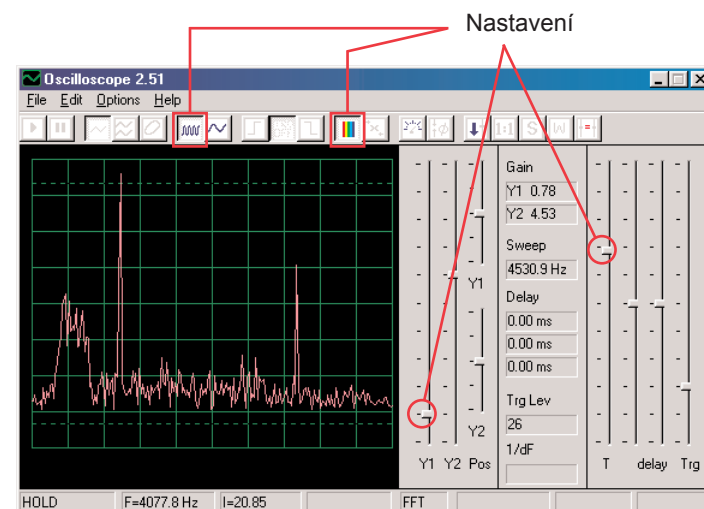 Nastavení
Oscilloscope 2.51
File Edit Options Help
1:1 S W
Gain
Y1 0.78
Y2 4.53
Sweep
4530.9 Hz
Y1
Delay
0.00 ms
0.00 ms
0.00 ms
Trg Lev
26
Y2
1/dF
Y1 Y2 Pos T delay Trg
HOLD F=4077.8 Hz I=20.85 FFT